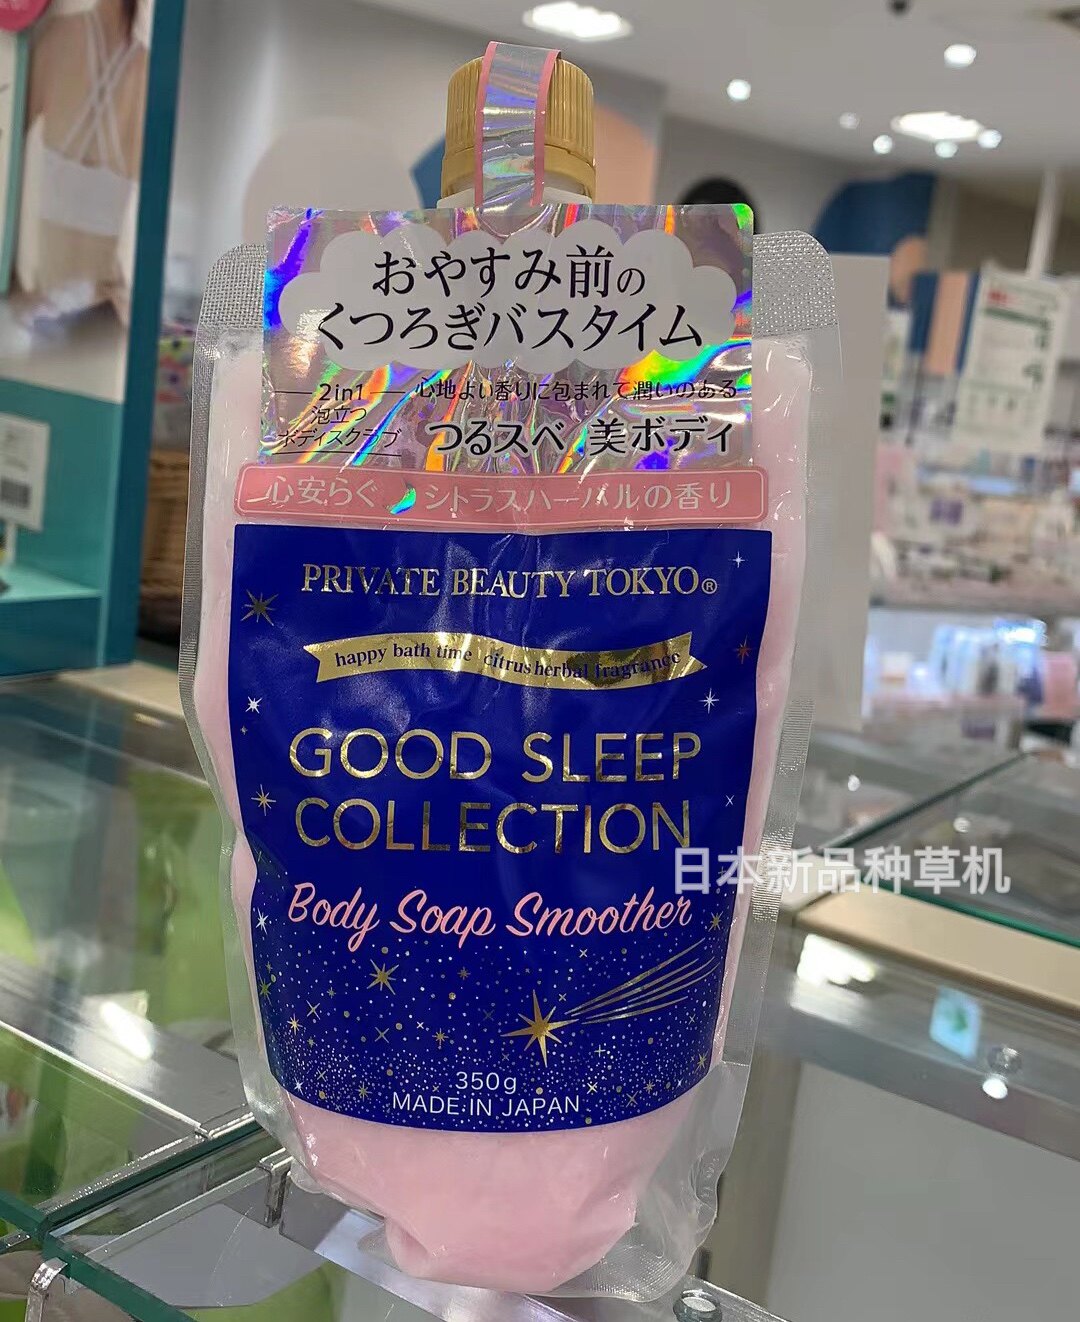 おやすみ前の
くつろぎバスタイム
2in1
泡立つ
ボディスクラブ
心地よい香りに包まれて潤いのある
つるスベ 美ボディ
心安らぐ シトラスハーバルの香り
PRIVATE BEAUTY TOKYO®
happy bath time citrus herbal fragrance
GOOD SLEEP
COLLECTION
日本新品种草机
Body Soap Smoother
350g
MADE IN JAPAN